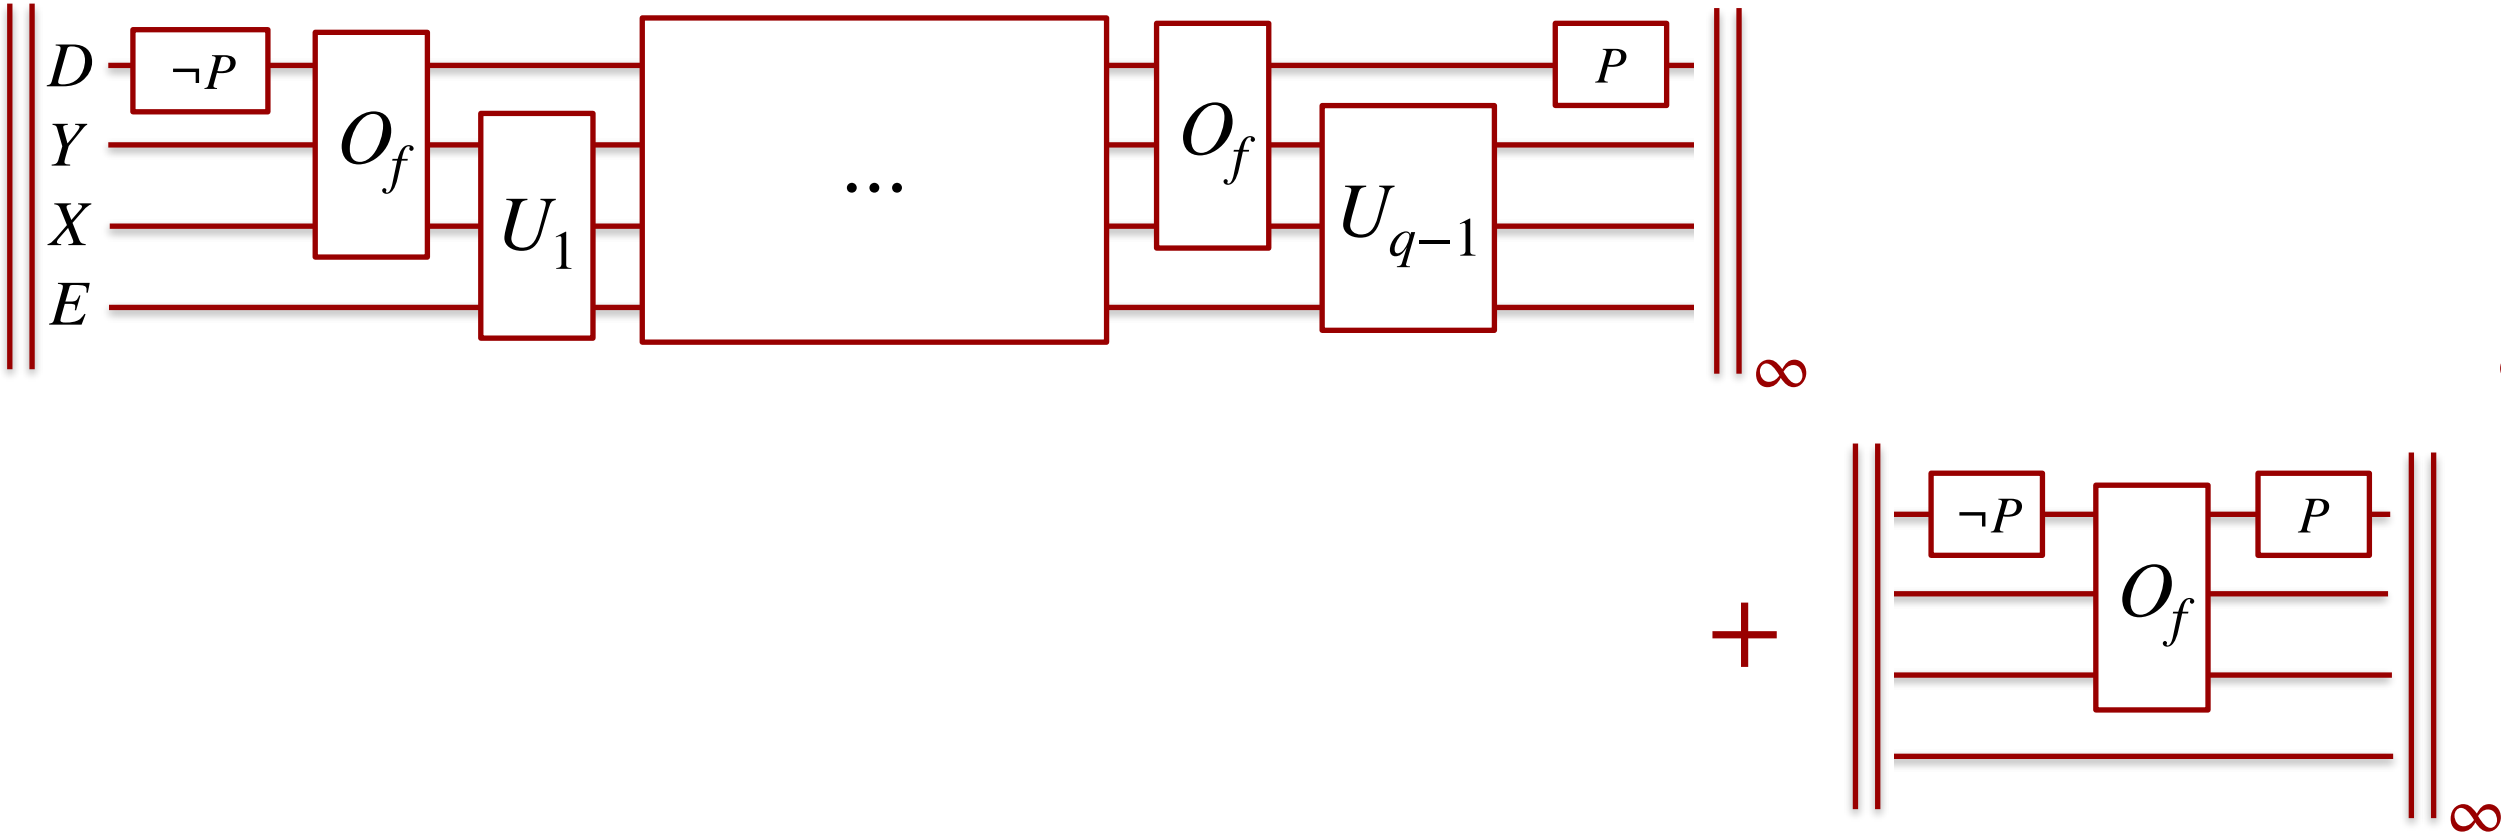 D ¬P O_f ... O_f P
Y
X U_1 U_{q−1}
E
∞
¬P P
O_f
+
∞